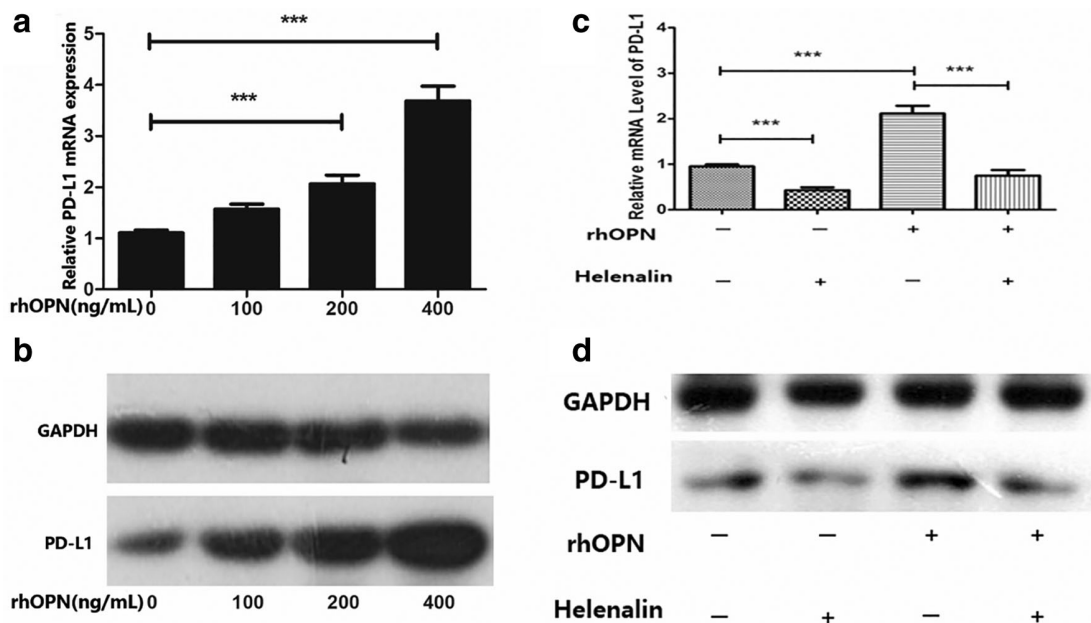 a
Relative PD-L1 mRNA expression
5
4
3
2
1
0
***
***
rhOPN(ng/mL) 0 100 200 400
b
GAPDH
PD-L1
rhOPN(ng/mL) 0 100 200 400
c
Relative mRNA Level of PD-L1
4
3
2
1
0
***
***
***
rhOPN — — + +
Helenalin — + — +
d
GAPDH
PD-L1
rhOPN — — + +
Helenalin — + — +